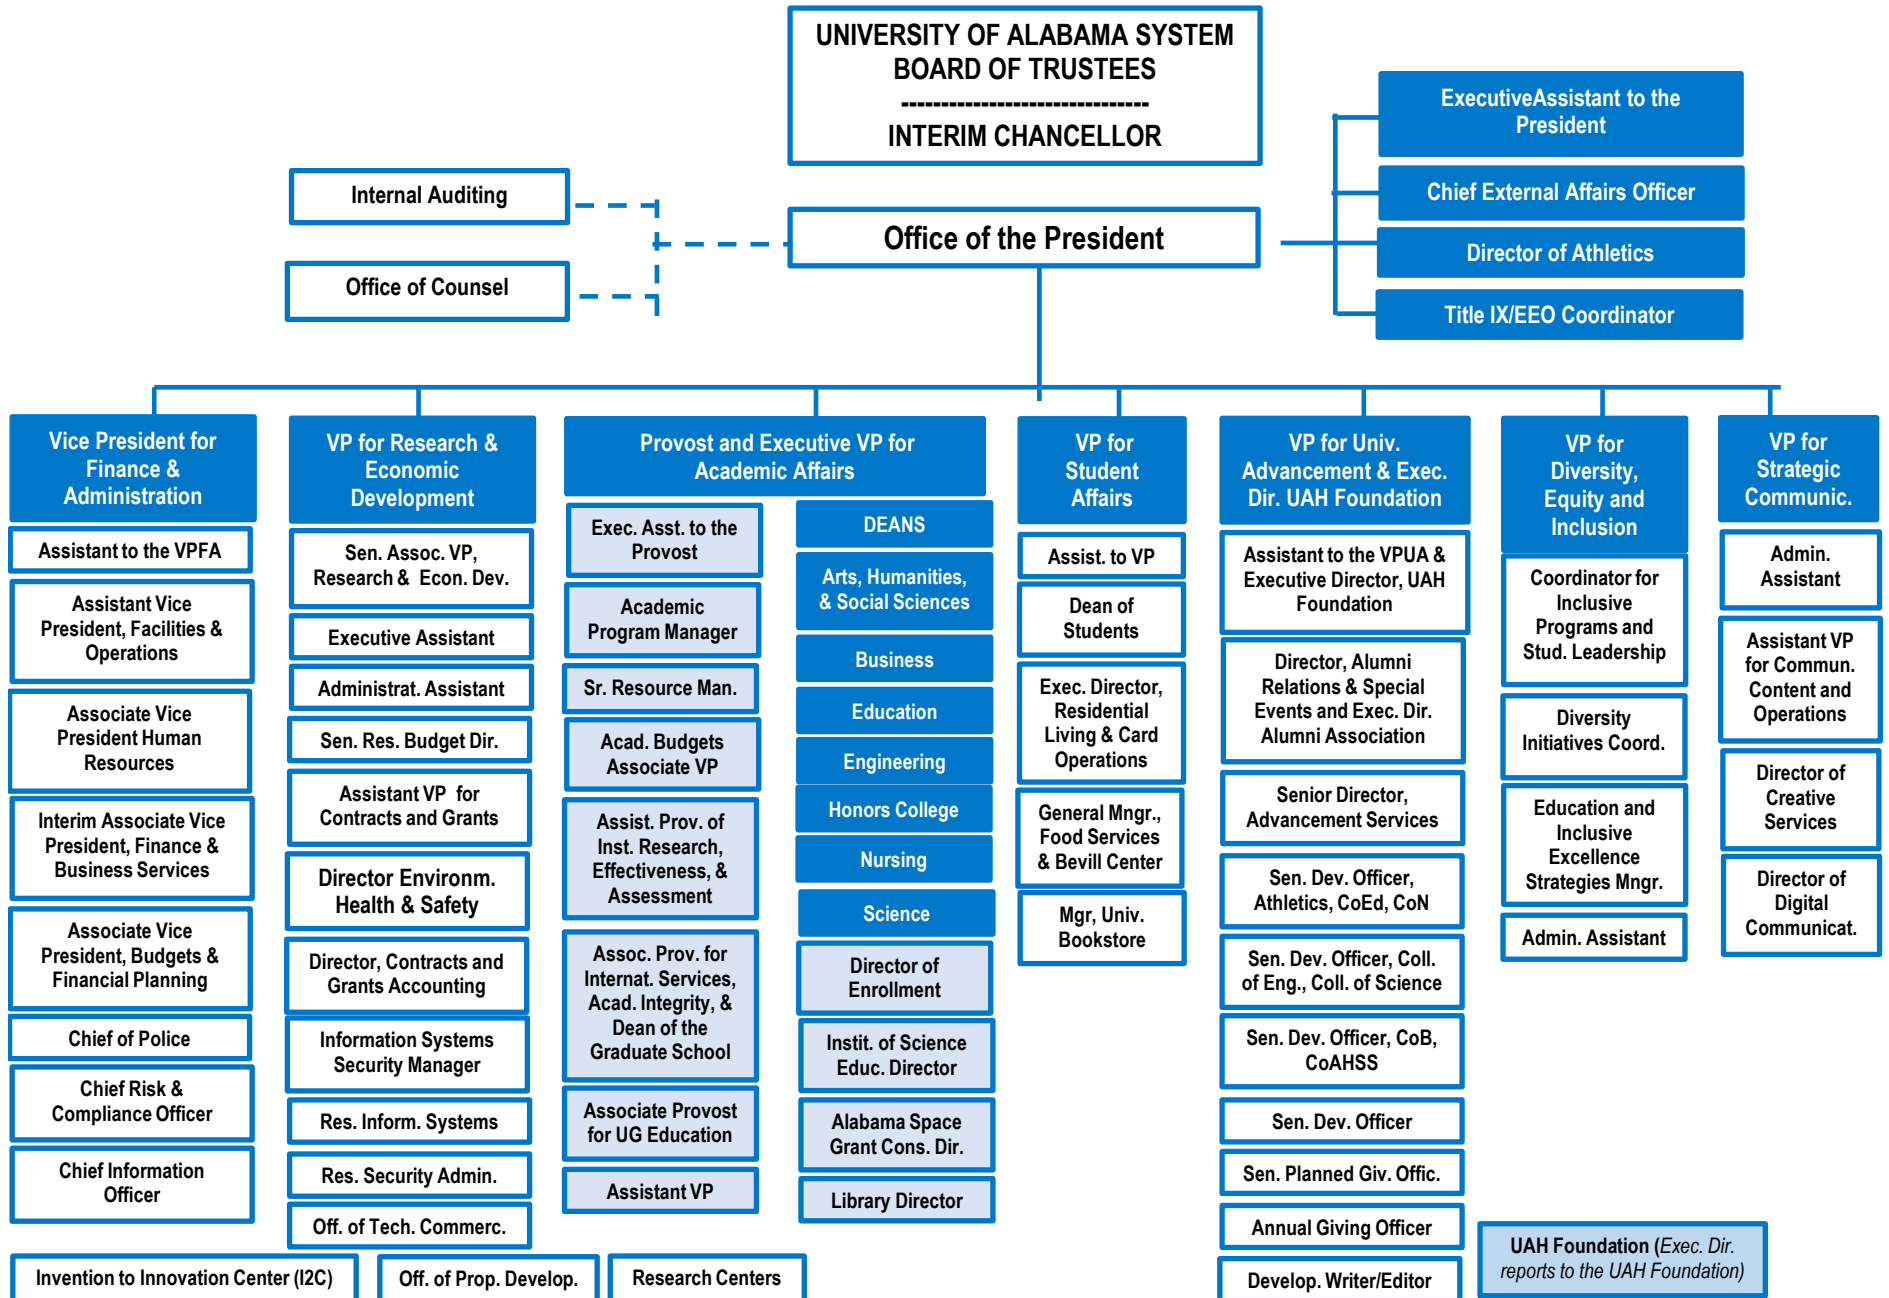 UNIVERSITY OF ALABAMA SYSTEM
BOARD OF TRUSTEES
-------------------------------
INTERIM CHANCELLOR
ExecutiveAssistant to the
President
Chief External Affairs Officer
Director of Athletics
Title IX/EEO Coordinator
Internal Auditing
Office of Counsel
Office of the President
Vice President for
Finance &
Administration
Assistant to the VPFA
Assistant Vice
President, Facilities &
Operations
Associate Vice
President Human
Resources
Interim Associate Vice
President, Finance &
Business Services
Associate Vice
President, Budgets &
Financial Planning
Chief of Police
Chief Risk &
Compliance Officer
Chief Information
Officer
VP for Research &
Economic
Development
Sen. Assoc. VP,
Research & Econ. Dev.
Executive Assistant
Administrat. Assistant
Sen. Res. Budget Dir.
Assistant VP for
Contracts and Grants
Director Environm.
Health & Safety
Director, Contracts and
Grants Accounting
Information Systems
Security Manager
Res. Inform. Systems
Res. Security Admin.
Off. of Tech. Commerc.
Invention to Innovation Center (I2C)
Off. of Prop. Develop.
Research Centers
Provost and Executive VP for
Academic Affairs
Exec. Asst. to the
Provost
Academic
Program Manager
Sr. Resource Man.
Acad. Budgets
Associate VP
Assist. Prov. of
Inst. Research,
Effectiveness, &
Assessment
Assoc. Prov. for
Internat. Services,
Acad. Integrity, &
Dean of the
Graduate School
Associate Provost
for UG Education
Assistant VP
DEANS
Arts, Humanities,
& Social Sciences
Business
Education
Engineering
Honors College
Nursing
Science
Director of
Enrollment
Instit. of Science
Educ. Director
Alabama Space
Grant Cons. Dir.
Library Director
VP for
Student
Affairs
Assist. to VP
Dean of
Students
Exec. Director,
Residential
Living & Card
Operations
General Mngr.,
Food Services
& Bevill Center
Mgr, Univ.
Bookstore
VP for Univ.
Advancement & Exec.
Dir. UAH Foundation
Assistant to the VPUA &
Executive Director, UAH
Foundation
Director, Alumni
Relations & Special
Events and Exec. Dir.
Alumni Association
Senior Director,
Advancement Services
Sen. Dev. Officer,
Athletics, CoEd, CoN
Sen. Dev. Officer, Coll.
of Eng., Coll. of Science
Sen. Dev. Officer, CoB,
CoAHSS
Sen. Dev. Officer
Sen. Planned Giv. Offic.
Annual Giving Officer
Develop. Writer/Editor
VP for
Diversity,
Equity and
Inclusion
Coordinator for
Inclusive
Programs and
Stud. Leadership
Diversity
Initiatives Coord.
Education and
Inclusive
Excellence
Strategies Mngr.
Admin. Assistant
VP for
Strategic
Communic.
Admin.
Assistant
Assistant VP
for Commun.
Content and
Operations
Director of
Creative
Services
Director of
Digital
Communicat.
UAH Foundation (Exec. Dir.
reports to the UAH Foundation)